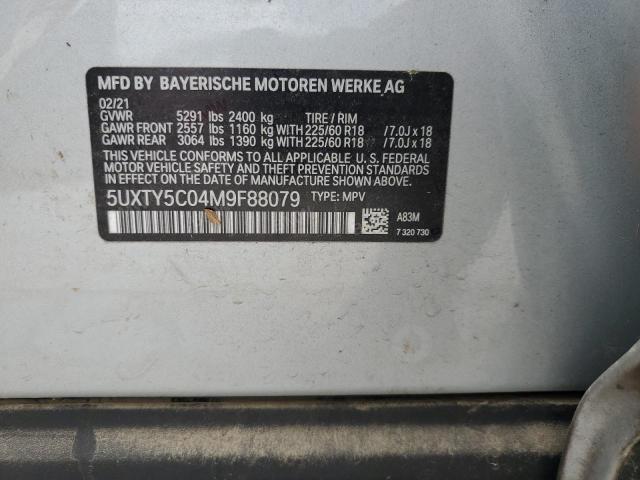 MFD BY BAYERISCHE MOTOREN WERKE AG
02/21
GVWR 5291 lbs 2400 kg TIRE / RIM
GAWR FRONT 2557 lbs 1160 kg WITH 225/60 R18 /7.0J x 18
GAWR REAR 3064 lbs 1390 kg WITH 225/60 R18 /7.0J x 18
THIS VEHICLE CONFORMS TO ALL APPLICABLE U. S. FEDERAL
MOTOR VEHICLE SAFETY AND THEFT PREVENTION
STANDARDS IN EFFECT ON THE DATE OF MANUFACTURE SHOWN ABOVE.
5UXTY5C04M9F88079 TYPE: MPV
A83M
7 320 730